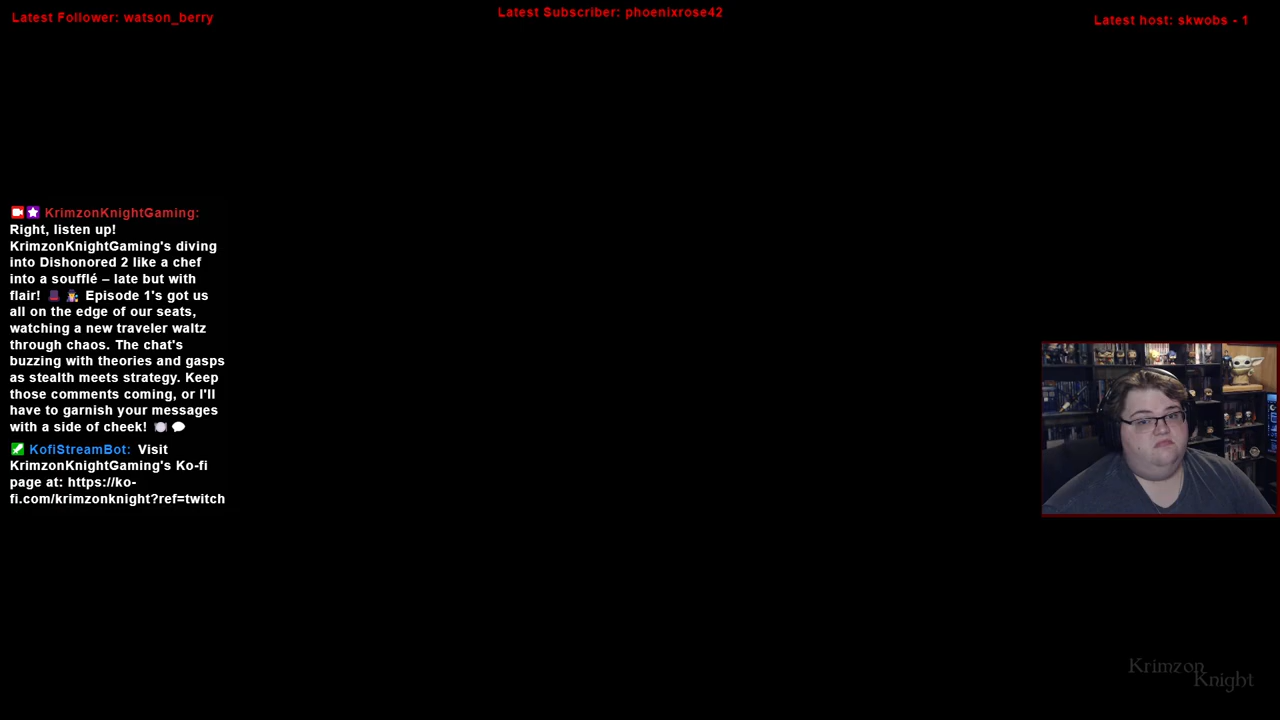 Latest Follower: watson_berry
Latest Subscriber: phoenixrose42
Latest host: skwobs - 1
KrimzonKnightGaming:
Right, listen up!
KrimzonKnightGaming's diving
into Dishonored 2 like a chef
into a soufflé – late but with
flair! 🎩 🕵️ Episode 1's got us
all on the edge of our seats,
watching a new traveler waltz
through chaos. The chat's
buzzing with theories and gasps
as stealth meets strategy. Keep
those comments coming, or I'll
have to garnish your messages
with a side of cheek! 🍽️ 💬
KofiStreamBot: Visit
KrimzonKnightGaming's Ko-fi
page at: https://ko-
fi.com/krimzonknight?ref=twitch
Krimzon
Knight